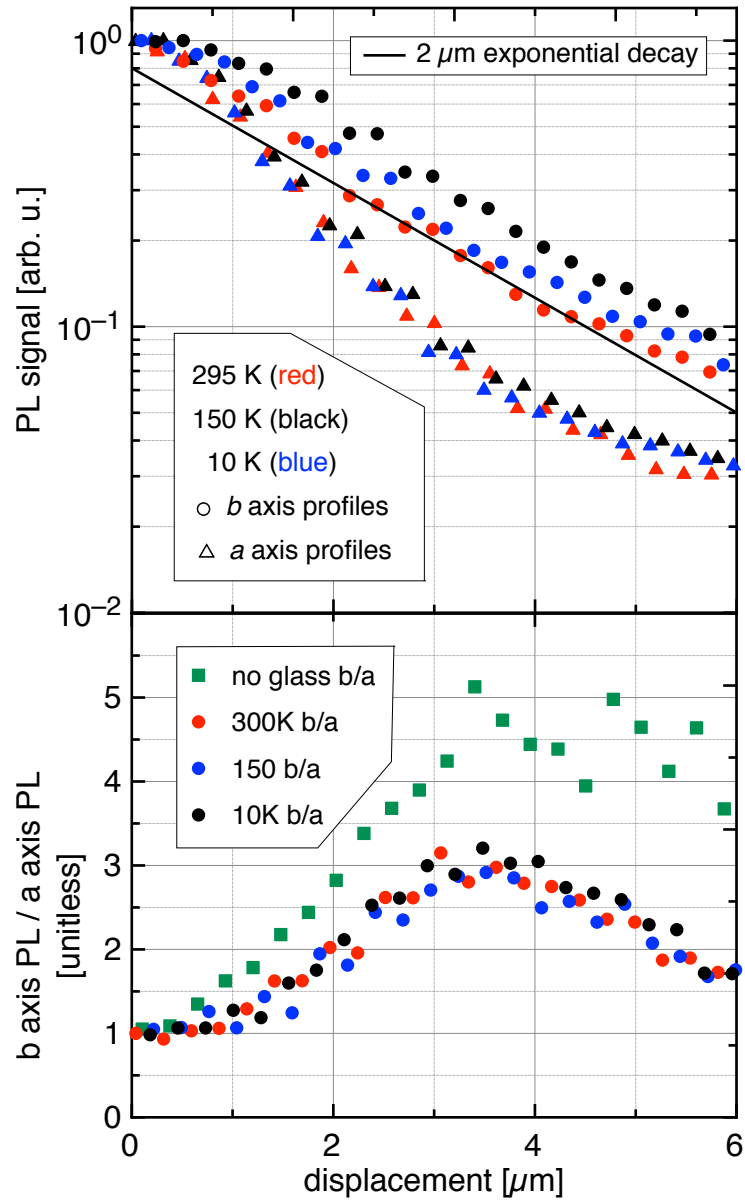 10⁰
2 µm exponential decay
PL signal [arb. u.]
10⁻¹
295 K (red)
150 K (black)
10 K (blue)
b axis profiles
a axis profiles
10⁻²
no glass b/a
300K b/a
150 b/a
10K b/a
b axis PL / a axis PL
[unitless]
5
4
3
2
1
0
0 2 4 6
displacement [µm]